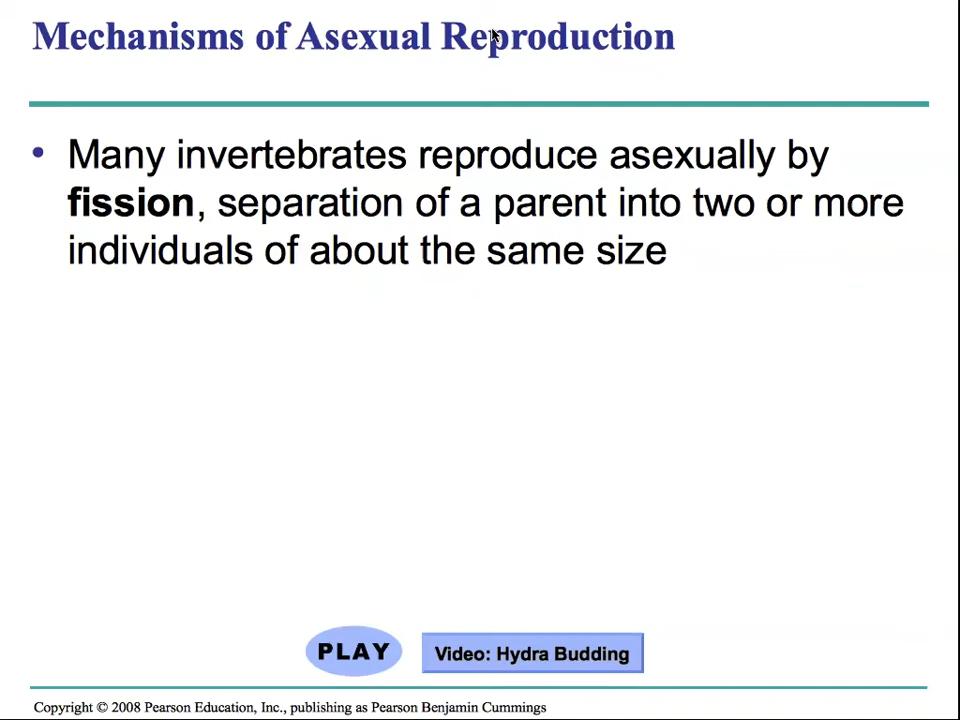 Mechanisms of Asexual Reproduction
• Many invertebrates reproduce asexually by
fission, separation of a parent into two or more
individuals of about the same size
PLAY
Video: Hydra Budding
Copyright © 2008 Pearson Education, Inc., publishing as Pearson Benjamin Cummings